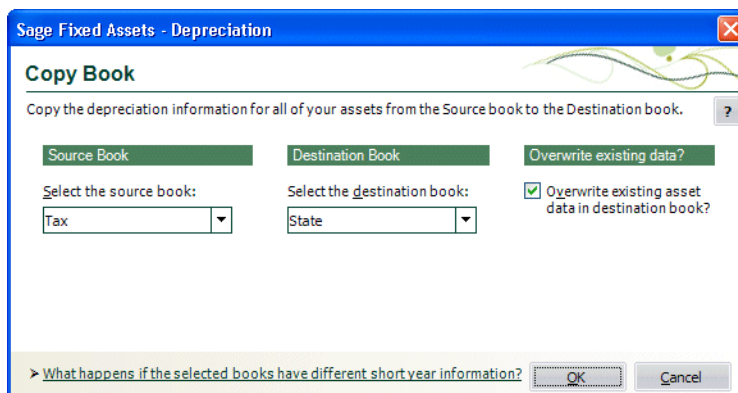 Sage Fixed Assets - Depreciation
Copy Book
Copy the depreciation information for all of your assets from the Source book to the Destination book.
?
Source Book
Destination Book
Overwrite existing data?
Select the source book:
Select the destination book:
Overwrite existing asset
data in destination book?
Tax
State
What happens if the selected books have different short year information?
OK
Cancel